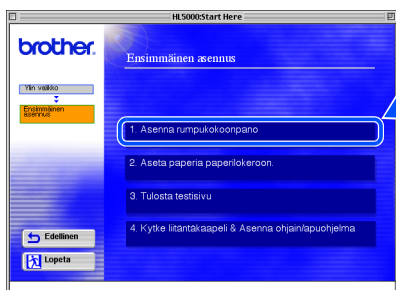 HL5000:Start Here
brother.
Ensimmäinen asennus
Ylin valikko
Ensimmäinen
asennus
1. Asenna rumpukokoonpano
2. Aseta paperia paperilokeroon.
3. Tulosta testisivu
4. Kytke liitäntäkaapeli & Asenna ohjain/apuohjelma
Edellinen
Lopeta